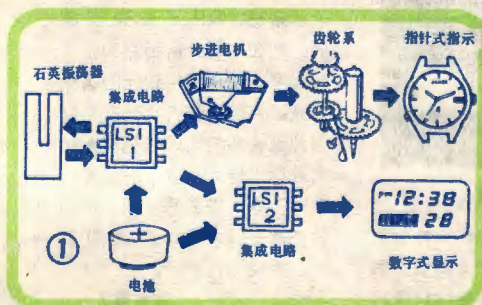 步进电机
齿轮系
指针式指示
石英振荡器
集成电路
LSI
1
LSI
2
PM 12:38
28
①
电池
集成电路
数字式显示